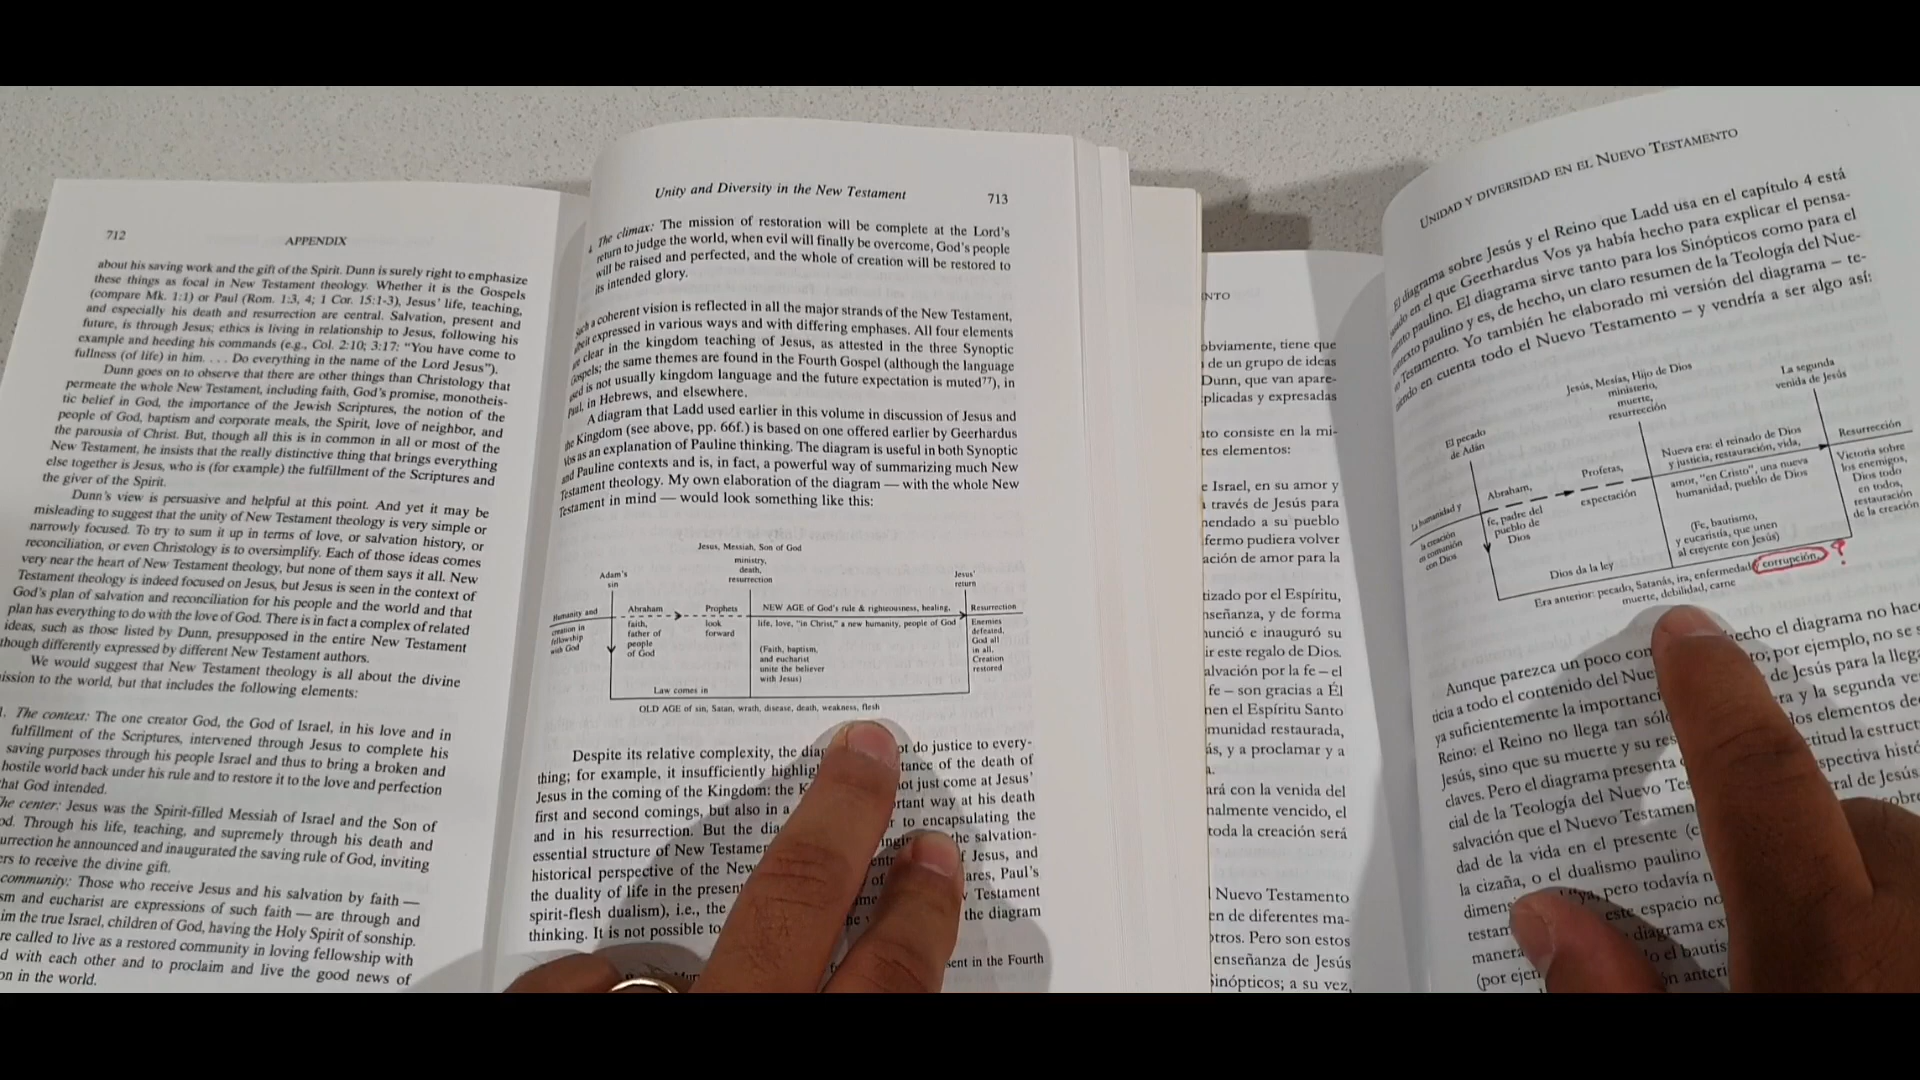 712
APPENDIX
about his saving work and the gift of the Spirit. Dunn is surely right to emphasize
these things as focal in New Testament theology. Whether it is the Gospels
(compare Mk. 1:1) or Paul (Rom. 1:3, 4; 1 Cor. 15:1-3), Jesus' life, teaching,
and especially his death and resurrection are central. Salvation, present and
future, is through Jesus; ethics is living in relationship to Jesus, following his
example and heeding his commands (e.g., Col. 2:10; 3:17: "You have come to
fullness (of life) in him. . . . Do everything in the name of the Lord Jesus").
Dunn goes on to observe that there are other things than Christology that
permeate the whole New Testament, including faith, God's promise, monotheis-
tic belief in God, the importance of the Jewish Scriptures, the notion of the
people of God, baptism and corporate meals, the Spirit, love of neighbor, and
the parousia of Christ. But, though all this is in common in all or most of the
New Testament, he insists that the really distinctive thing that brings everything
else together is Jesus, who is (for example) the fulfillment of the Scriptures and
the giver of the Spirit.
Dunn's view is persuasive and helpful at this point. And yet it may be
misleading to suggest that the unity of New Testament theology is very simple or
narrowly focused. To try to sum it up in terms of love, or salvation history, or
reconciliation, or even Christology is to oversimplify. Each of those ideas comes
very near the heart of New Testament theology, but none of them says it all. New
Testament theology is indeed focused on Jesus, but Jesus is seen in the context of
God's plan of salvation and reconciliation for his people and the world and that
plan has everything to do with the love of God. There is in fact a complex of related
ideas, such as those listed by Dunn, presupposed in the entire New Testament
though differently expressed by different New Testament authors.
We would suggest that New Testament theology is all about the divine
ission to the world, but that includes the following elements:
1. The context: The one creator God, the God of Israel, in his love and in
fulfillment of the Scriptures, intervened through Jesus to complete his
saving purposes through his people Israel and thus to bring a broken and
hostile world back under his rule and to restore it to the love and perfection
that God intended.
he center: Jesus was the Spirit-filled Messiah of Israel and the Son of
od. Through his life, teaching, and supremely through his death and
urrection he announced and inaugurated the saving rule of God, inviting
ers to receive the divine gift.
community: Those who receive Jesus and his salvation by faith —
sm and eucharist are expressions of such faith — are through and
im the true Israel, children of God, having the Holy Spirit of sonship.
re called to live as a restored community in loving fellowship with
d with each other and to proclaim and live the good news of
on in the world.
Unity and Diversity in the New Testament
713
The climax: The mission of restoration will be complete at the Lord's
return to judge the world, when evil will finally be overcome, God's people
will be raised and perfected, and the whole of creation will be restored to
its intended glory.
such a coherent vision is reflected in all the major strands of the New Testament,
expressed in various ways and with differing emphases. All four elements
clear in the kingdom teaching of Jesus, as attested in the three Synoptic
Gospels; the same themes are found in the Fourth Gospel (although the language
used is not usually kingdom language and the future expectation is muted77), in
Paul, in Hebrews, and elsewhere.
A diagram that Ladd used earlier in this volume in discussion of Jesus and
the Kingdom (see above, pp. 66f.) is based on one offered earlier by Geerhardus
Vos as an explanation of Pauline thinking. The diagram is useful in both Synoptic
and Pauline contexts and is, in fact, a powerful way of summarizing much New
Testament theology. My own elaboration of the diagram — with the whole New
Testament in mind — would look something like this:
Jesus, Messiah, Son of God
ministry,
death,
resurrection
Adam's
sin
Jesus'
return
Humanity and
creation in
fellowship
with God
Abraham
faith,
father of
people
of God
Prophets
look
forward
NEW AGE of God's rule & righteousness, healing,
life, love, "in Christ," a new humanity, people of God
(Faith, baptism,
and eucharist
unite the believer
with Jesus)
Resurrection
Enemies
defeated,
God all
in all,
Creation
restored
Law comes in
OLD AGE of sin, Satan, wrath, disease, death, weakness, flesh
Despite its relative complexity, the diag ot do justice to every-
thing; for example, it insufficiently highlig tance of the death of
Jesus in the coming of the Kingdom: the K not just come at Jesus'
first and second comings, but also in a rtant way at his death
and in his resurrection. But the dia r to encapsulating the
essential structure of New Testame ingin the salvation-
historical perspective of the New entr f Jesus, and
the duality of life in the present of ares, Paul's
spirit-flesh dualism), i.e., the Testament
thinking. It is not possible to the diagram
sent in the Fourth
NTO
obviamente, tiene que
de un grupo de ideas
Dunn, que van apare-
plicadas y expresadas
nto consiste en la mi-
tes elementos:
e Israel, en su amor y
través de Jesús para
nendado a su pueblo
fermo pudiera volver
ación de amor para la
tizado por el Espíritu,
nseñanza, y de forma
nunció e inauguró su
ir este regalo de Dios.
alvación por la fe – el
fe – son gracias a Él
nen el Espíritu Santo
munidad restaurada,
ás, y a proclamar y a
a.
ará con la venida del
nalmente vencido, el
toda la creación será
Nuevo Testamento
en de diferentes ma-
otros. Pero son estos
enseñanza de Jesús
Sinópticos; a su vez,
UNIDAD Y DIVERSIDAD EN EL NUEVO TESTAMENTO
El diagrama sobre Jesús y el Reino que Ladd usa en el capítulo 4 está
basado en el que Geerhardus Vos ya había hecho para explicar el pensa-
miento paulino. El diagrama sirve tanto para los Sinópticos como para el
contexto paulino y es, de hecho, un claro resumen de la Teología del Nue-
vo Testamento. Yo también he elaborado mi versión del diagrama – te-
niendo en cuenta todo el Nuevo Testamento – y vendría a ser algo así:
Jesús, Mesías, Hijo de Dios
ministerio,
muerte,
resurrección
La segunda
venida de Jesús
El pecado
de Adán
La humanidad y
la creación
en comunión
con Dios
Abraham,
fe, padre del
pueblo de
Dios
Profetas,
expectación
Nueva era: el reinado de Dios
y justicia, restauración, vida,
amor, "en Cristo", una nueva
humanidad, pueblo de Dios
(Fe, bautismo,
y eucaristía, que unen
al creyente con Jesús)
Resurrección
Victoria sobre
los enemigos,
Dios todo
en todos,
restauración
de la creación
Dios da la ley
Era anterior: pecado, Satanás, ira, enfermedad y corrupción, ?
muerte, debilidad, carne
Aunque parezca un poco com hecho el diagrama no hace
ticia a todo el contenido del Nue to; por ejemplo, no se s
ya suficientemente la importanci de Jesús para la llega
Reino: el Reino no llega tan sólo ra y la segunda ve
Jesús, sino que su muerte y su res los elementos de
claves. Pero el diagrama presenta ctitud la estruct
cial de la Teología del Nuevo Tes spectiva histó
salvación que el Nuevo Testamen ral de Jesús
dad de la vida en el presente (c
la cizaña, o el dualismo paulino
dimens "ya, pero todavía n
testam este espacio no
manera diagrama ex
(por ejen o el bautis
ón anteri